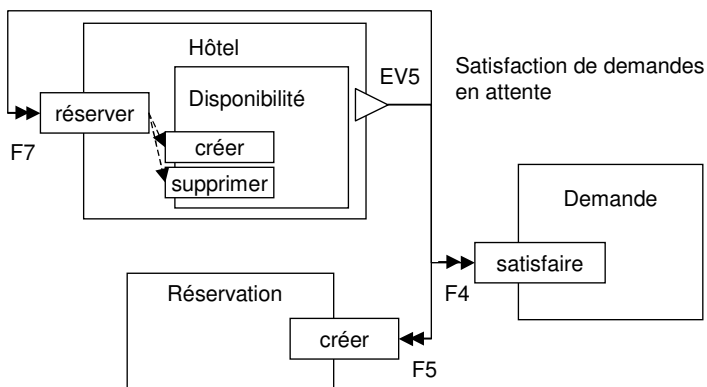 Hôtel
EV5
Satisfaction de demandes
en attente
Disponibilité
réserver
F7
créer
supprimer
Demande
satisfaire
F4
Réservation
créer
F5